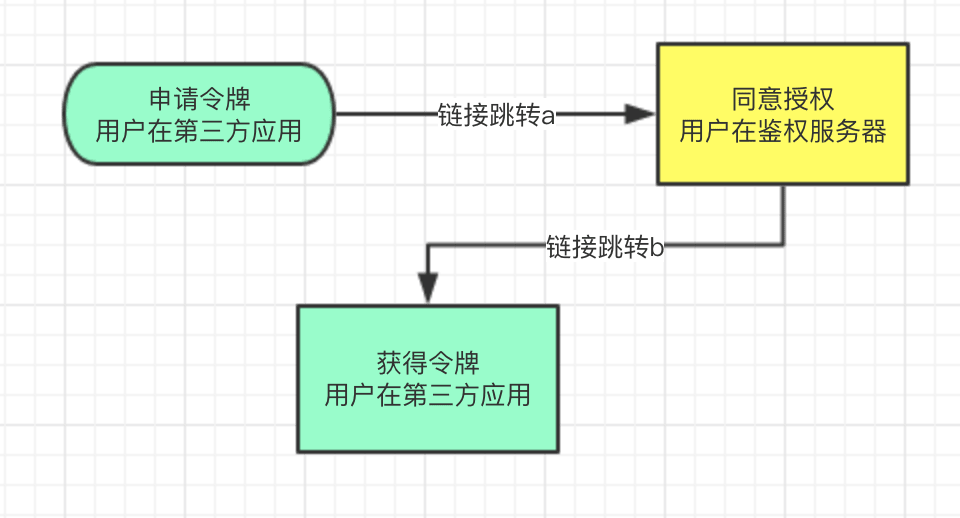 申请令牌
用户在第三方应用
链接跳转a
同意授权
用户在鉴权服务器
链接跳转b
获得令牌
用户在第三方应用